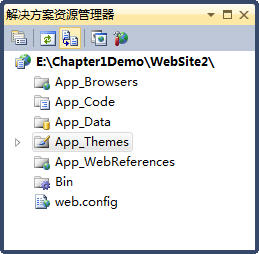 解决方案资源管理器
E:\Chapter1Demo\WebSite2\
App_Browsers
App_Code
App_Data
App_Themes
App_WebReferences
Bin
web.config